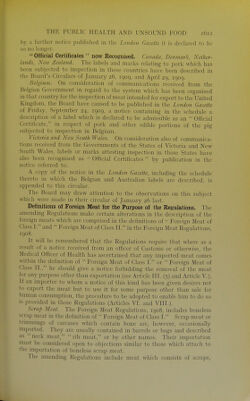 THE PUBLIC HEALTH AND UNSOUND FOOD
by a further notice published in the London Gazette it is declared to be
so no longer.
"Official Certificates" now Recognised. Canada, Denmark, Nether-
lands, New Zealand. The labels and marks relating to pork which has
been subjected to inspection in these countries have been described in
the Board's Circulars of January 26, 1909, and April 29, 1909.
Belgium. On consideration of communications received from the
Belgian Government in regard to the system which has been organised
in that country for the inspection of meat intended for export to the United
Kingdom, the Board have caused to be published in the London Gazette
of Friday, September 24, 1909, a notice containing in the schedule a
description of a label which is declared to be admissible as an "Official
Certificate," in respect of pork and other edible portions of the pig
subjected to inspection in Belgium.
Victoria and New South Wales. On consideration also of communica-
tions received from the Governments of the States of Victoria and New
South Wales, labels or marks attesting inspection in those States have
also been recognised as "Official Certificates" by publication in the
notice referred to.
A copy of the notice in the London Gazette, including the schedule
thereto in which the Belgian and Australian labels are described, is
appended to this circular.
The Board may draw attention to the observations on this subject
which were made in their circular of January 26 last.
Definitions of Foreign Meat for the Purpose of the Regulations. The
amending Regulations make certain alterations in the description of the
foreign meats which are comprised in the definitions of "Foreign Meat of
Class I." and "Foreign Meat of Class II." in the Foreign Meat Regulations,
1908.
It will be remembered that the Regulations require that where as a
result of a notice received from an officer of Customs or otherwise, the
Medical Officer of Health has ascertained that any imported meat comes
within the definition of "Foreign Meat of Class I." or "Foreign Meat of
Class II." he should give a notice forbidding the removal of the meat
for any purpose other than exportation (see Article III. (1) and Article V.).
If an importer to whom a notice of this kind has been given desires not
to export the meat but to use it for some purpose other than sale for
human consumption, the procedure to be adopted to enable him to do so
is provided in those Regulations (Articles VI. and VIII.).
Scrap Meat. The Foreign Meat Regulations, 1908, includes boneless
scrap meat in the definition of "Foreign Meat of Class I." Scrap meat or
trimmings of carcases which contain bone are, however, occasionally
imported. They are usually contained in barrels or bags and described
as "neck meat," "rib meat," or by other names. Their importation
must be considered open to objections similar to those which attach to
the importation of boneless scrap meat.
The amending Regulations include meat which consists of scraps,